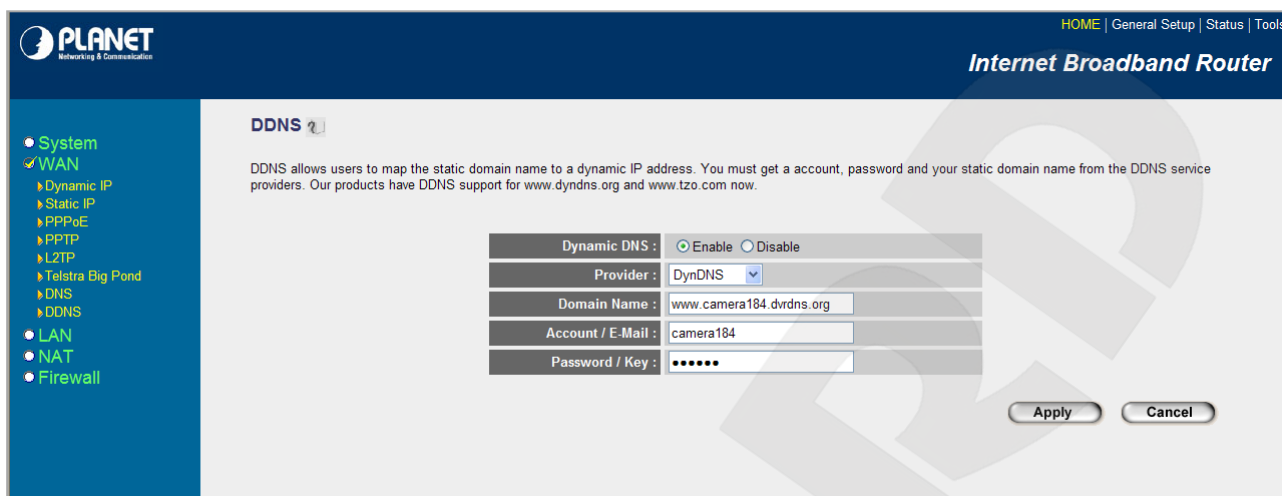 PLANET
Networking & Communication
HOME | General Setup | Status | Tools
Internet Broadband Router
System
WAN
Dynamic IP
Static IP
PPPoE
PPTP
L2TP
Telstra Big Pond
DNS
DDNS
LAN
NAT
Firewall
DDNS
DDNS allows users to map the static domain name to a dynamic IP address. You must get a account, password and your static domain name from the DDNS service
providers. Our products have DDNS support for www.dyndns.org and www.tzo.com now.
Dynamic DNS : Enable Disable
Provider : DynDNS
Domain Name : www.camera184.dvrdns.org
Account / E-Mail : camera184
Password / Key : ••••••
Apply Cancel